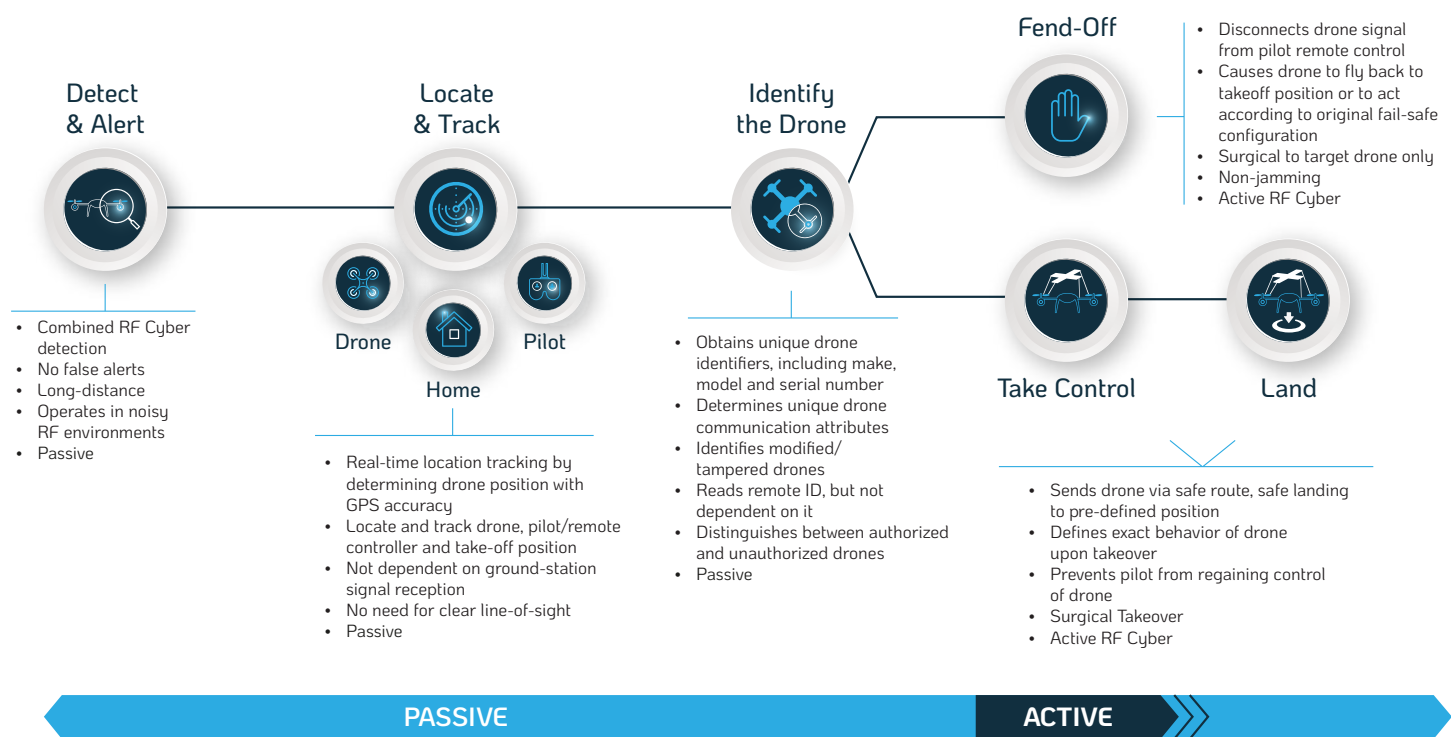 Detect
& Alert
• Combined RF Cyber
detection
• No false alerts
• Long-distance
• Operates in noisy
RF environments
• Passive
Locate
& Track
Drone
Home
Pilot
• Real-time location tracking by
determining drone position with
GPS accuracy
• Locate and track drone, pilot/remote
controller and take-off position
• Not dependent on ground-station
signal reception
• No need for clear line-of-sight
• Passive
Identify
the Drone
• Obtains unique drone
identifiers, including make,
model and serial number
• Determines unique drone
communication attributes
• Identifies modified/
tampered drones
• Reads remote ID, but not
dependent on it
• Distinguishes between authorized
and unauthorized drones
• Passive
Fend-Off
• Disconnects drone signal
from pilot remote control
• Causes drone to fly back to
takeoff position or to act
according to original fail-safe
configuration
• Surgical to target drone only
• Non-jamming
• Active RF Cyber
Take Control
Land
• Sends drone via safe route, safe landing
to pre-defined position
• Defines exact behavior of drone
upon takeover
• Prevents pilot from regaining control
of drone
• Surgical Takeover
• Active RF Cyber
PASSIVE
ACTIVE